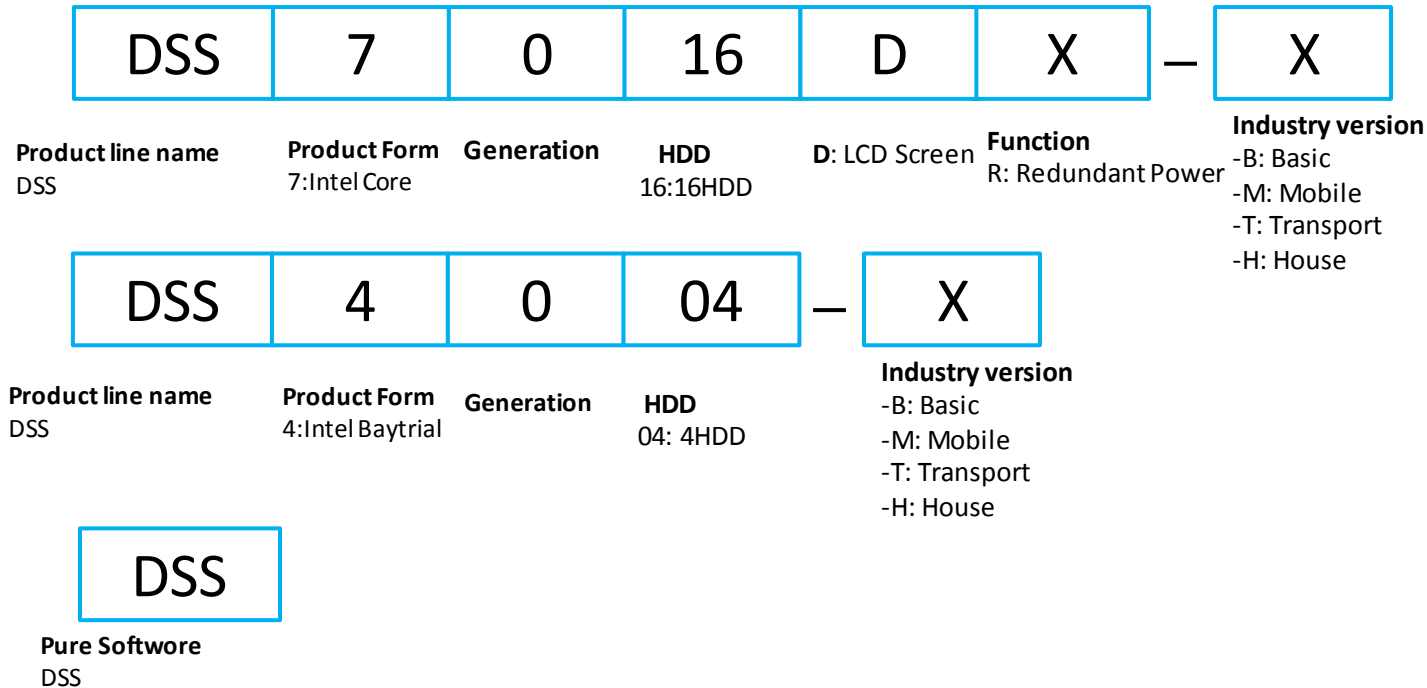 DSS 7 0 16 D X – X
Product line name
DSS
Product Form
7:Intel Core
Generation
HDD
16:16HDD
D: LCD Screen
Function
R: Redundant Power
Industry version
-B: Basic
-M: Mobile
-T: Transport
-H: House
DSS 4 0 04 – X
Product line name
DSS
Product Form
4:Intel Baytrial
Generation
HDD
04: 4HDD
Industry version
-B: Basic
-M: Mobile
-T: Transport
-H: House
DSS
Pure Softwore
DSS